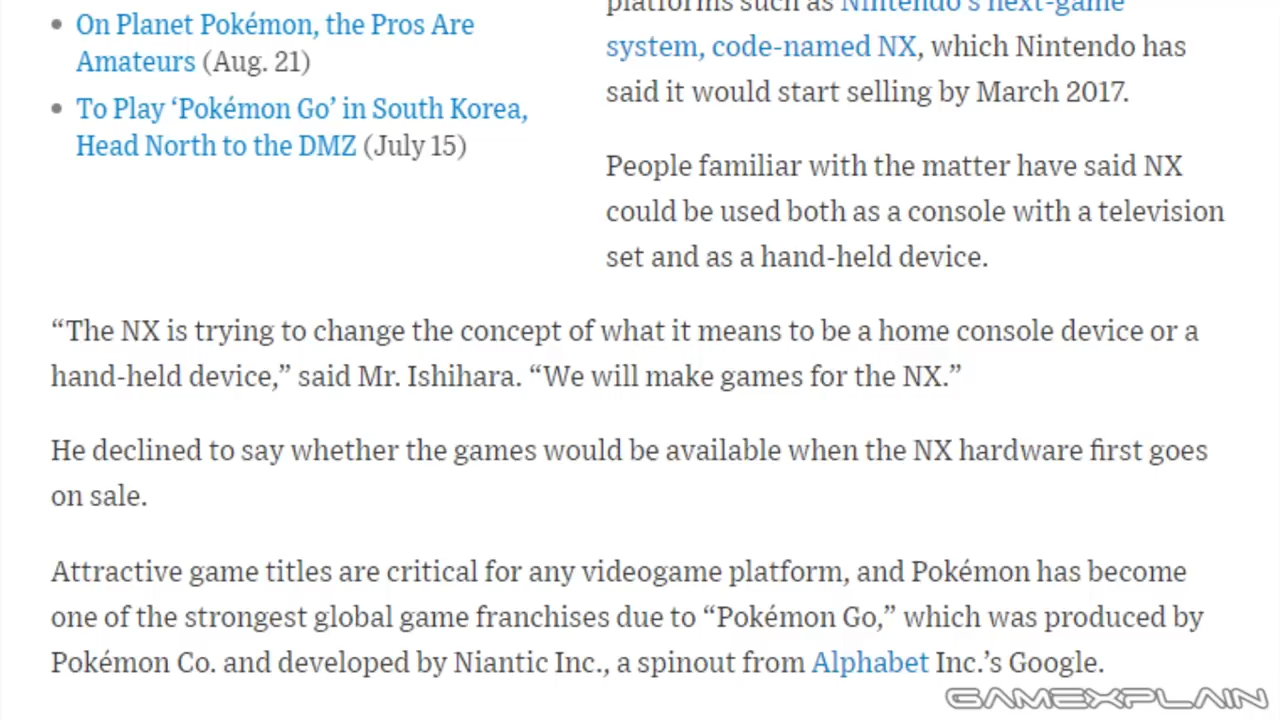 On Planet Pokémon, the Pros Are
Amateurs (Aug. 21)
To Play ‘Pokémon Go’ in South Korea,
Head North to the DMZ (July 15)
platforms such as Nintendo’s next-game
system, code-named NX, which Nintendo has
said it would start selling by March 2017.
People familiar with the matter have said NX
could be used both as a console with a television
set and as a hand-held device.
“The NX is trying to change the concept of what it means to be a home console device or a
hand-held device,” said Mr. Ishihara. “We will make games for the NX.”
He declined to say whether the games would be available when the NX hardware first goes
on sale.
Attractive game titles are critical for any videogame platform, and Pokémon has become
one of the strongest global game franchises due to “Pokémon Go,” which was produced by
Pokémon Co. and developed by Niantic Inc., a spinout from Alphabet Inc.’s Google.
GAMEXPLAIN